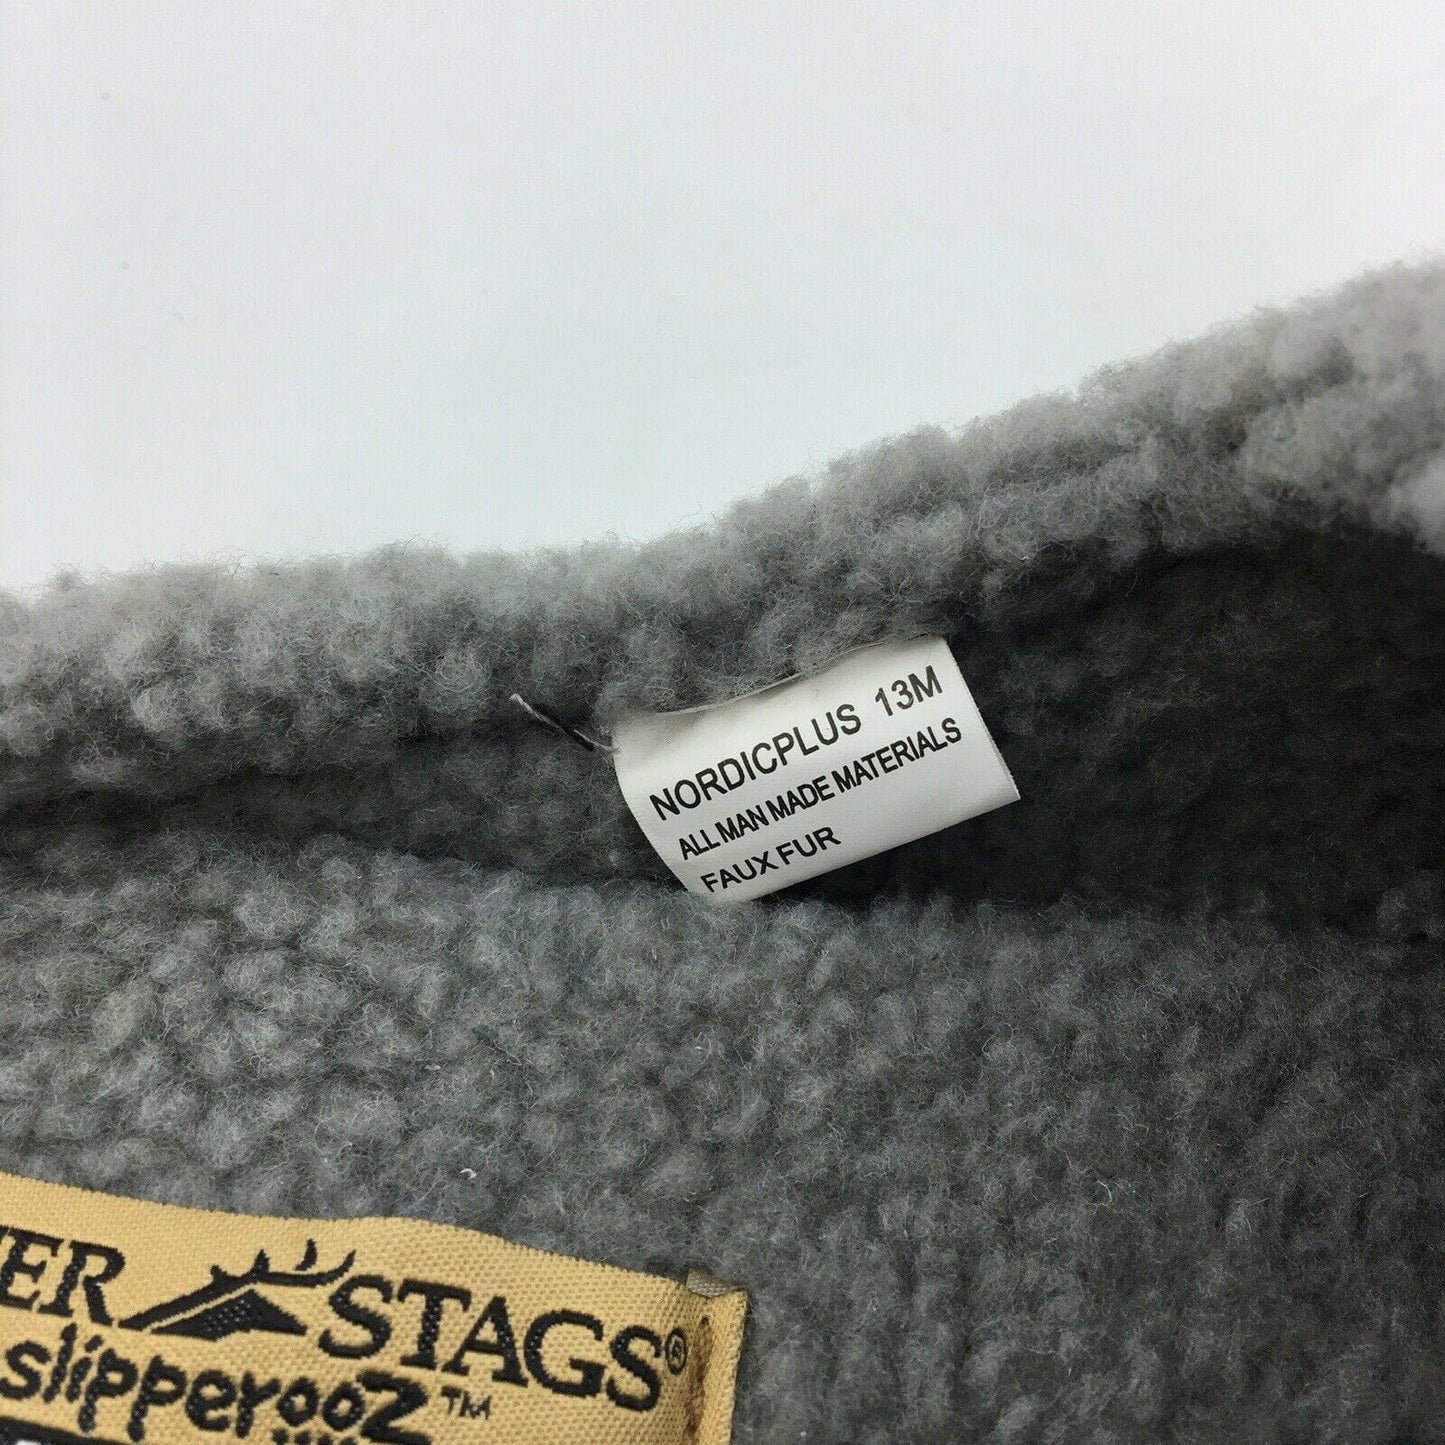 NORDICPLUS 13M
ALL MAN MADE MATERIALS
FAUX FUR
STAGS®
slipperooz™